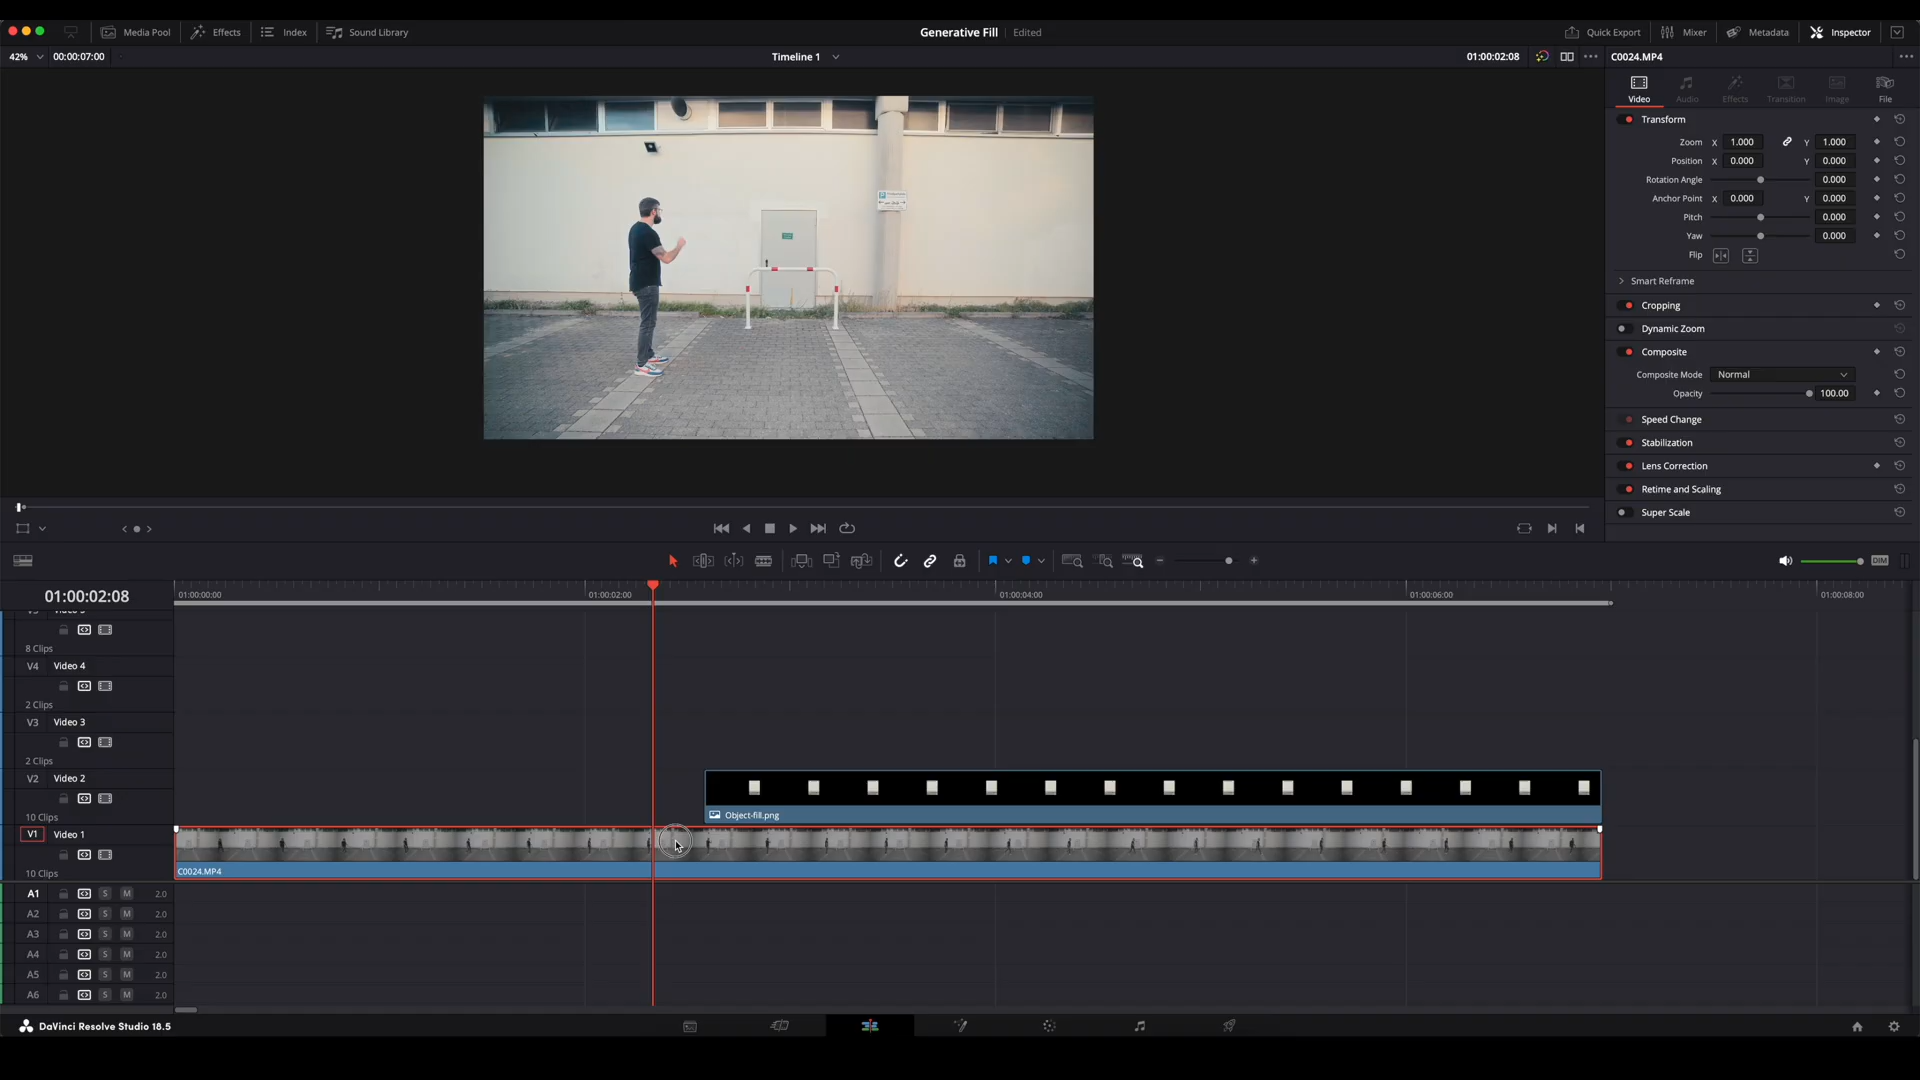 Media Pool Effects Index Sound Library Generative Fill Edited Quick Export Mixer Metadata Inspector
42% 00:00:07:00 Timeline 1 01:00:02:08 C0024.MP4
Video Audio Effects Transition Image File
Transform
Zoom X 1.000 Y 1.000
Position X 0.000 Y 0.000
Rotation Angle 0.000
Anchor Point X 0.000 Y 0.000
Pitch 0.000
Yaw 0.000
Flip
Smart Reframe
Cropping
Dynamic Zoom
Composite
Composite Mode Normal
Opacity 100.00
Speed Change
Stabilization
Lens Correction
Retime and Scaling
Super Scale
DIM
01:00:02:08 01:00:00:00 01:00:02:00 01:00:04:00 01:00:06:00 01:00:08:00
8 Clips
V4 Video 4
2 Clips
V3 Video 3
2 Clips
V2 Video 2
Object-fill.png
10 Clips
V1 Video 1
C0024.MP4
10 Clips
A1 S M 2.0
A2 S M 2.0
A3 S M 2.0
A4 S M 2.0
A5 S M 2.0
A6 S M 2.0
DaVinci Resolve Studio 18.5